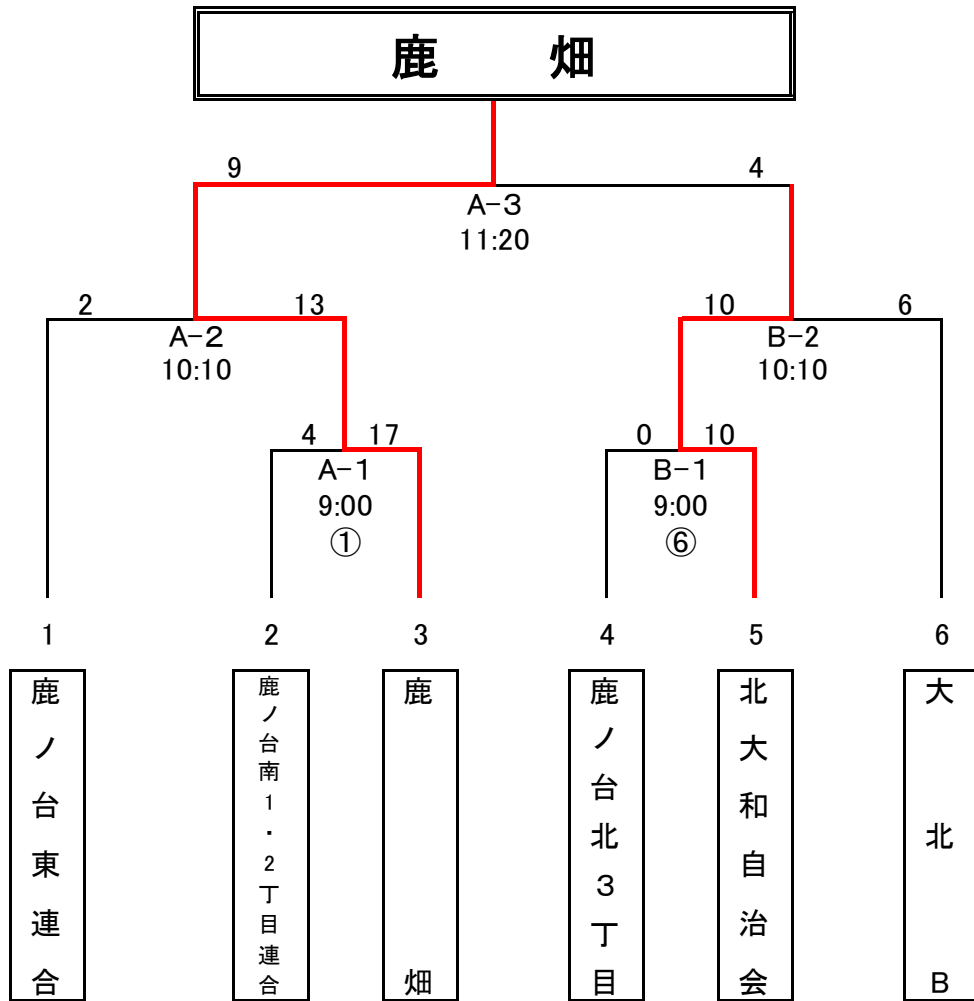 鹿 畑
9 4
A-3
11:20
2 13 10 6
A-2 B-2
10:10 10:10
4 17 0 10
A-1 B-1
9:00 9:00
① ⑥
1 2 3 4 5 6
鹿ノ台東連合
鹿ノ台南1・2丁目連合
鹿畑
鹿ノ台北3丁目
北大和自治会
大北B